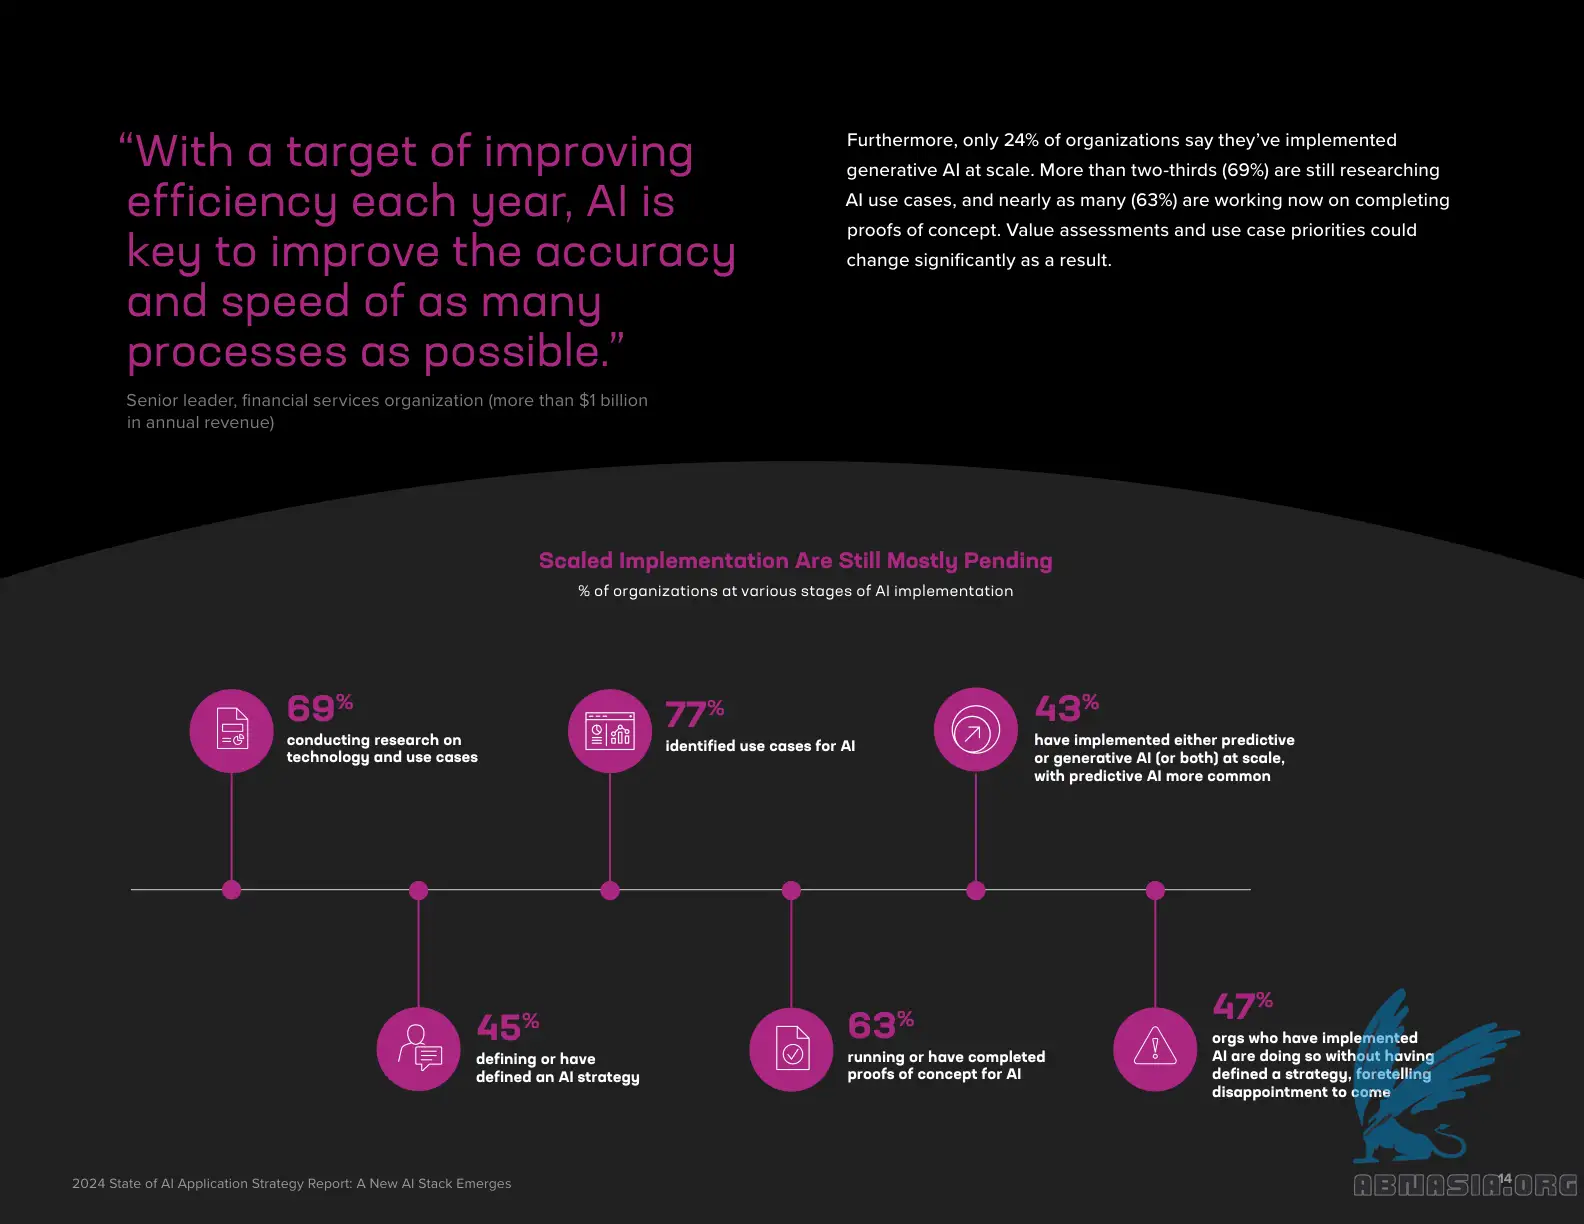 “With a target of improving
efficiency each year, AI is
key to improve the accuracy
and speed of as many
processes as possible.”
Senior leader, financial services organization (more than $1 billion
in annual revenue)
Furthermore, only 24% of organizations say they’ve implemented
generative AI at scale. More than two-thirds (69%) are still researching
AI use cases, and nearly as many (63%) are working now on completing
proofs of concept. Value assessments and use case priorities could
change significantly as a result.
Scaled Implementation Are Still Mostly Pending
% of organizations at various stages of AI implementation
69%
conducting research on
technology and use cases
77%
identified use cases for AI
43%
have implemented either predictive
or generative AI (or both) at scale,
with predictive AI more common
45%
defining or have
defined an AI strategy
63%
running or have completed
proofs of concept for AI
47%
orgs who have implemented
AI are doing so without having
defined a strategy, foretelling
disappointment to come
2024 State of AI Application Strategy Report: A New AI Stack Emerges
14
ABNASIA.ORG